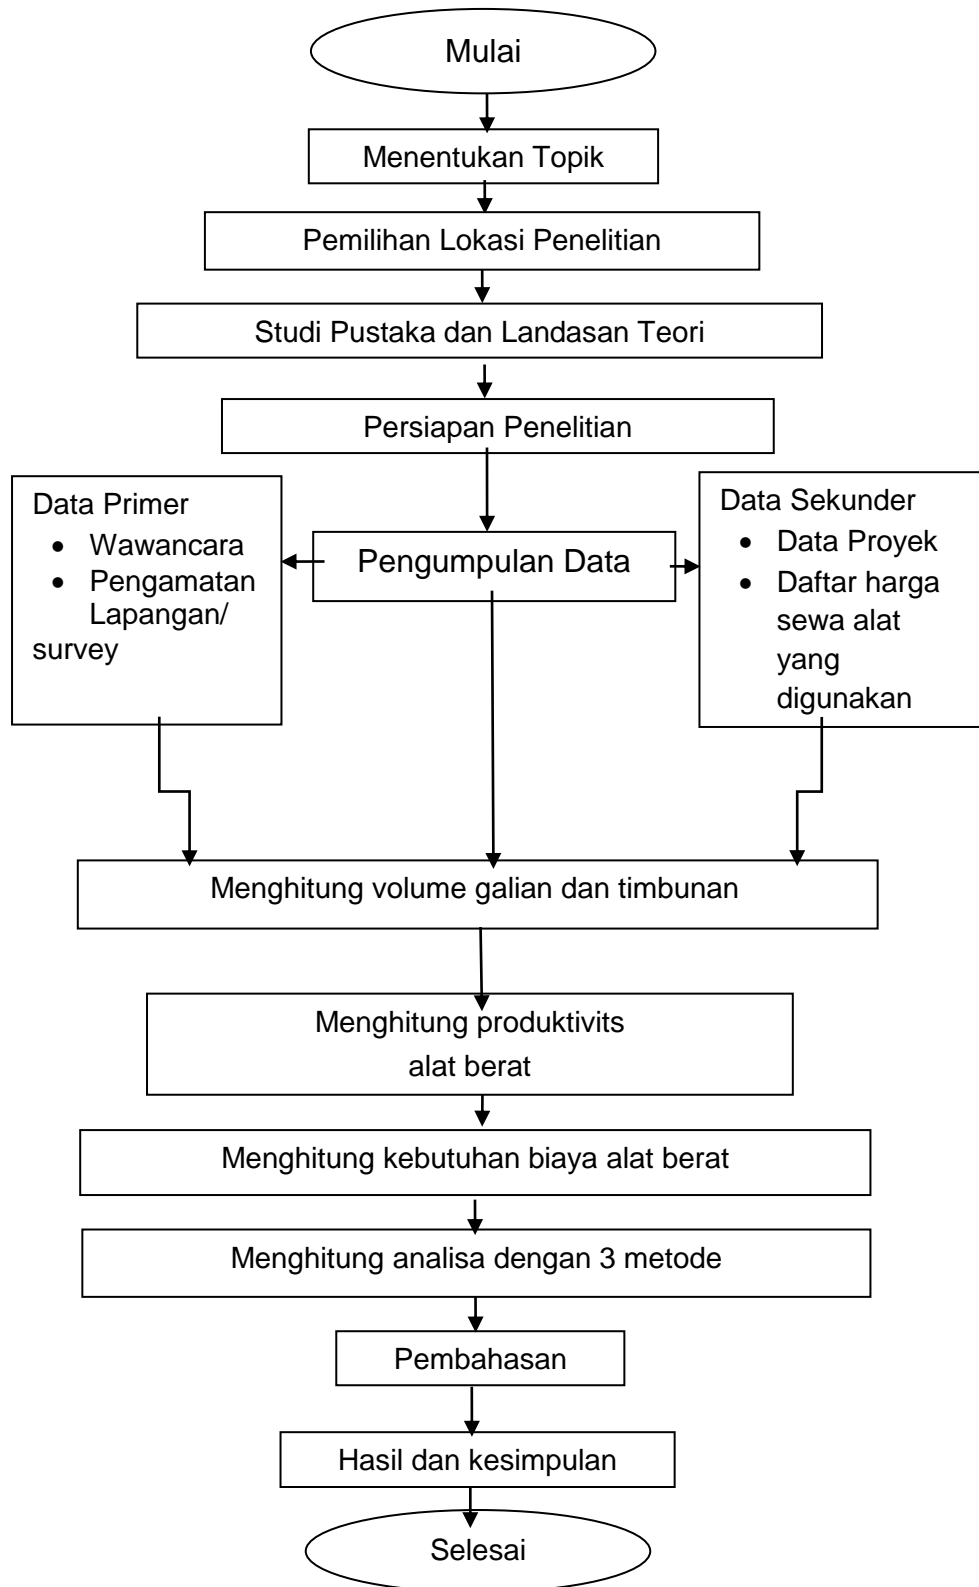 Mulai
Menentukan Topik
Pemilihan Lokasi Penelitian
Studi Pustaka dan Landasan Teori
Persiapan Penelitian
Data Primer
• Wawancara
• Pengamatan
Lapangan/
survey
Pengumpulan Data
Data Sekunder
• Data Proyek
• Daftar harga
sewa alat
yang
digunakan
Menghitung volume galian dan timbunan
Menghitung produktivits
alat berat
Menghitung kebutuhan biaya alat berat
Menghitung analisa dengan 3 metode
Pembahasan
Hasil dan kesimpulan
Selesai